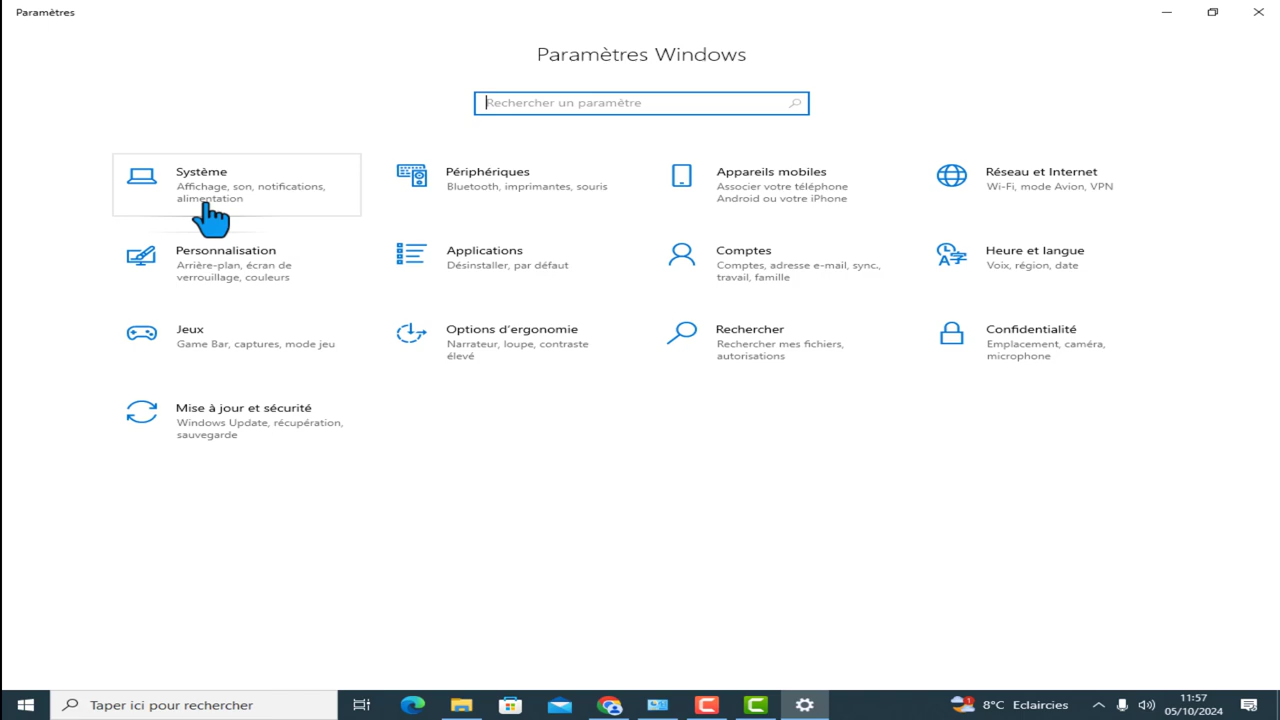 Paramètres
Paramètres Windows
Rechercher un paramètre
Système
Affichage, son, notifications,
alimentation
Périphériques
Bluetooth, imprimantes, souris
Appareils mobiles
Associer votre téléphone
Android ou votre iPhone
Réseau et Internet
Wi-Fi, mode Avion, VPN
Personnalisation
Arrière-plan, écran de
verrouillage, couleurs
Applications
Désinstaller, par défaut
Comptes
Comptes, adresse e-mail, sync.,
travail, famille
Heure et langue
Voix, région, date
Jeux
Game Bar, captures, mode jeu
Options d’ergonomie
Narrateur, loupe, contraste
élevé
Rechercher
Rechercher mes fichiers,
autorisations
Confidentialité
Emplacement, caméra,
microphone
Mise à jour et sécurité
Windows Update, récupération,
sauvegarde
Taper ici pour rechercher
1
8°C Eclaircies
11:57
05/10/2024